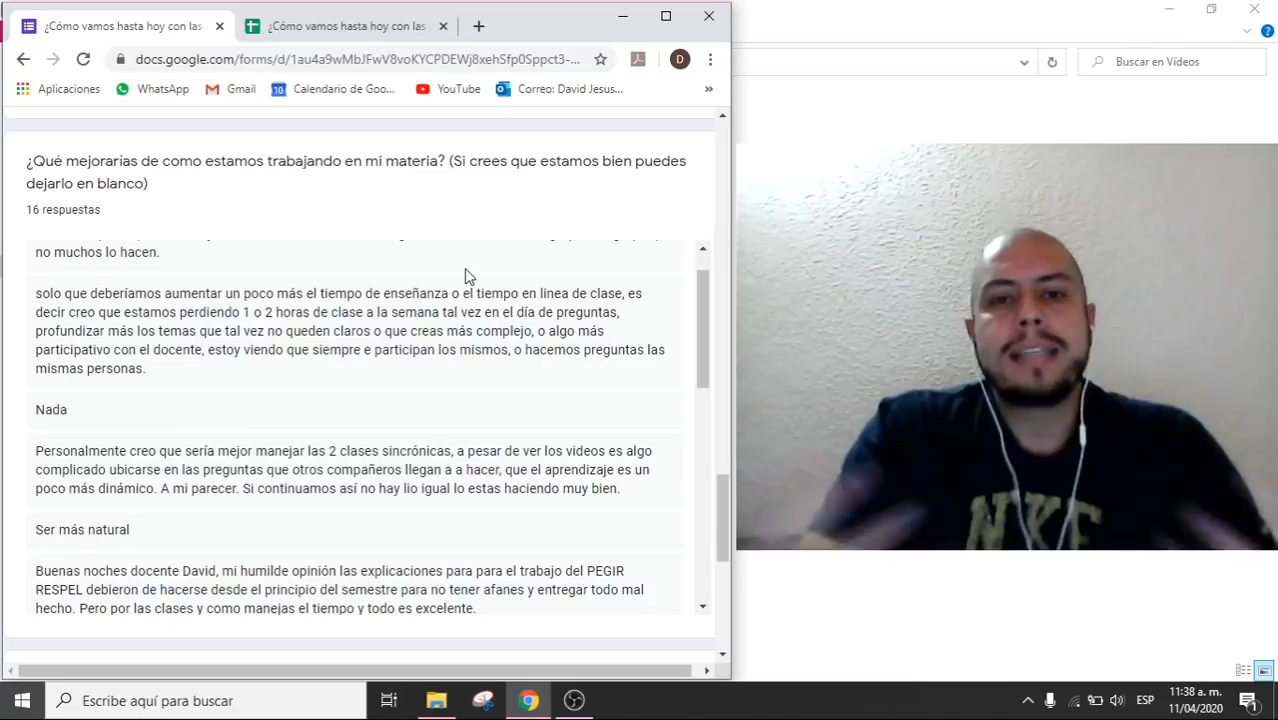 ¿Cómo vamos hasta hoy con las
¿Cómo vamos hasta hoy con las
docs.google.com/forms/d/1au4a9wMbJFwV8voKYCPDEWj8xehSfp0Sppct3-...
D
Buscar en Vídeos
Aplicaciones
WhatsApp
Gmail
Calendario de Goo...
YouTube
Correo: David Jesus...
»
¿Qué mejorarías de como estamos trabajando en mi materia? (Si crees que estamos bien puedes
dejarlo en blanco)
16 respuestas
no muchos lo hacen.
solo que deberíamos aumentar un poco más el tiempo de enseñanza o el tiempo en linea de clase, es
decir creo que estamos perdiendo 1 o 2 horas de clase a la semana tal vez en el día de preguntas,
profundizar más los temas que tal vez no queden claros o que creas más complejo, o algo más
participativo con el docente, estoy viendo que siempre e participan los mismos, o hacemos preguntas las
mismas personas.
Nada
Personalmente creo que sería mejor manejar las 2 clases sincrónicas, a pesar de ver los videos es algo
complicado ubicarse en las preguntas que otros compañeros llegan a a hacer, que el aprendizaje es un
poco más dinámico. A mi parecer. Si continuamos así no hay lio igual lo estas haciendo muy bien.
Ser más natural
Buenas noches docente David, mi humilde opinión las explicaciones para para el trabajo del PEGIR
RESPEL debieron de hacerse desde el principio del semestre para no tener afanes y entregar todo mal
hecho. Pero por las clases y como manejas el tiempo y todo es excelente.
NKE
Escribe aquí para buscar
ESP
11:38 a. m.
11/04/2020
1